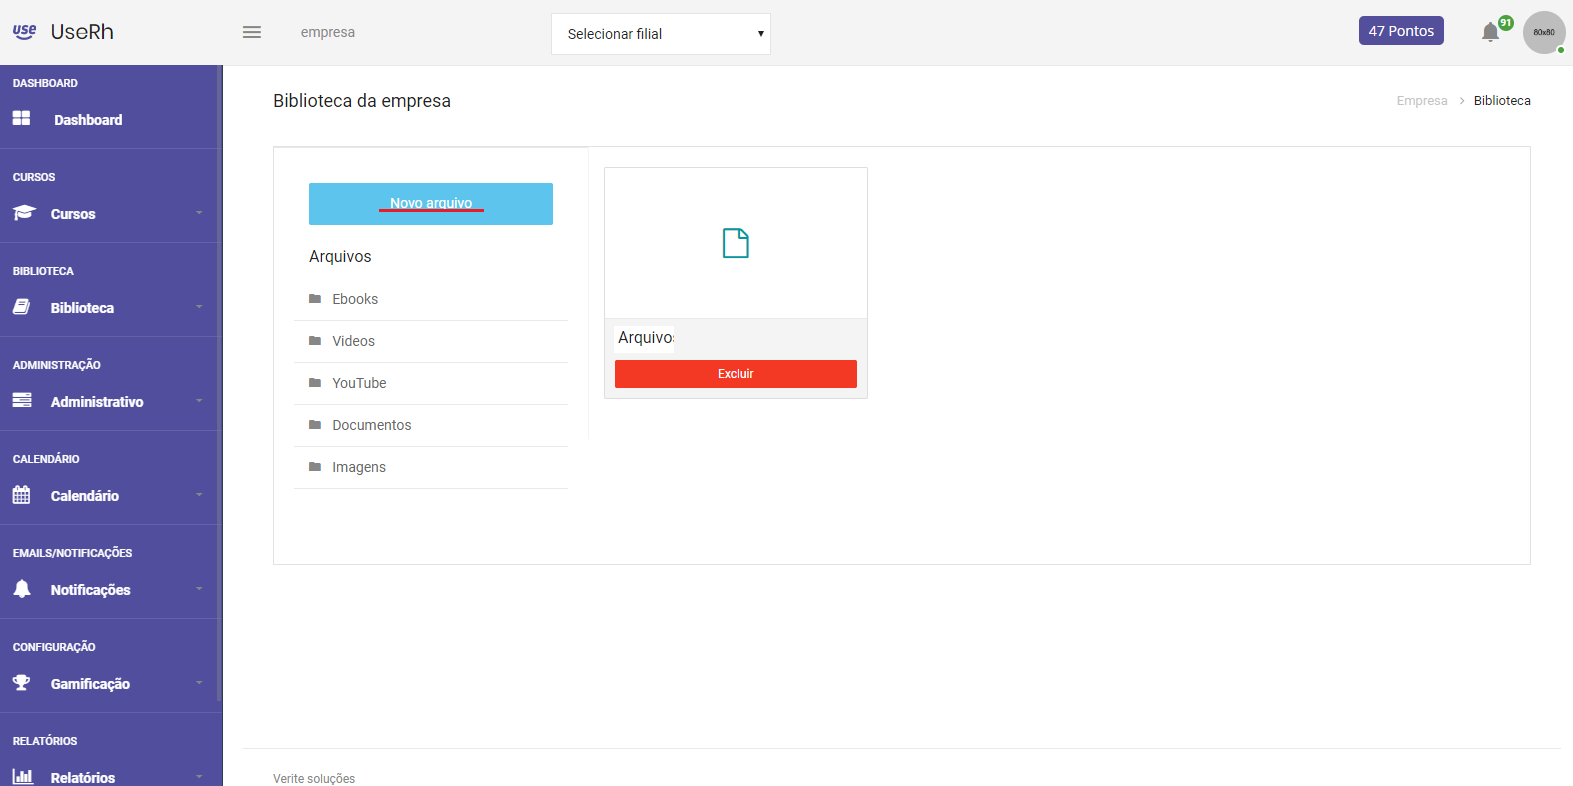 use UseRh
empresa
Selecionar filial
47 Pontos
91
80x80
DASHBOARD
Dashboard
CURSOS
Cursos
BIBLIOTECA
Biblioteca
ADMINISTRAÇÃO
Administrativo
CALENDÁRIO
Calendário
EMAILS/NOTIFICAÇÕES
Notificações
CONFIGURAÇÃO
Gamificação
RELATÓRIOS
Relatórios
Biblioteca da empresa
Empresa > Biblioteca
Novo arquivo
Arquivos
Ebooks
Videos
YouTube
Documentos
Imagens
Arquivos
Excluir
Verite soluções